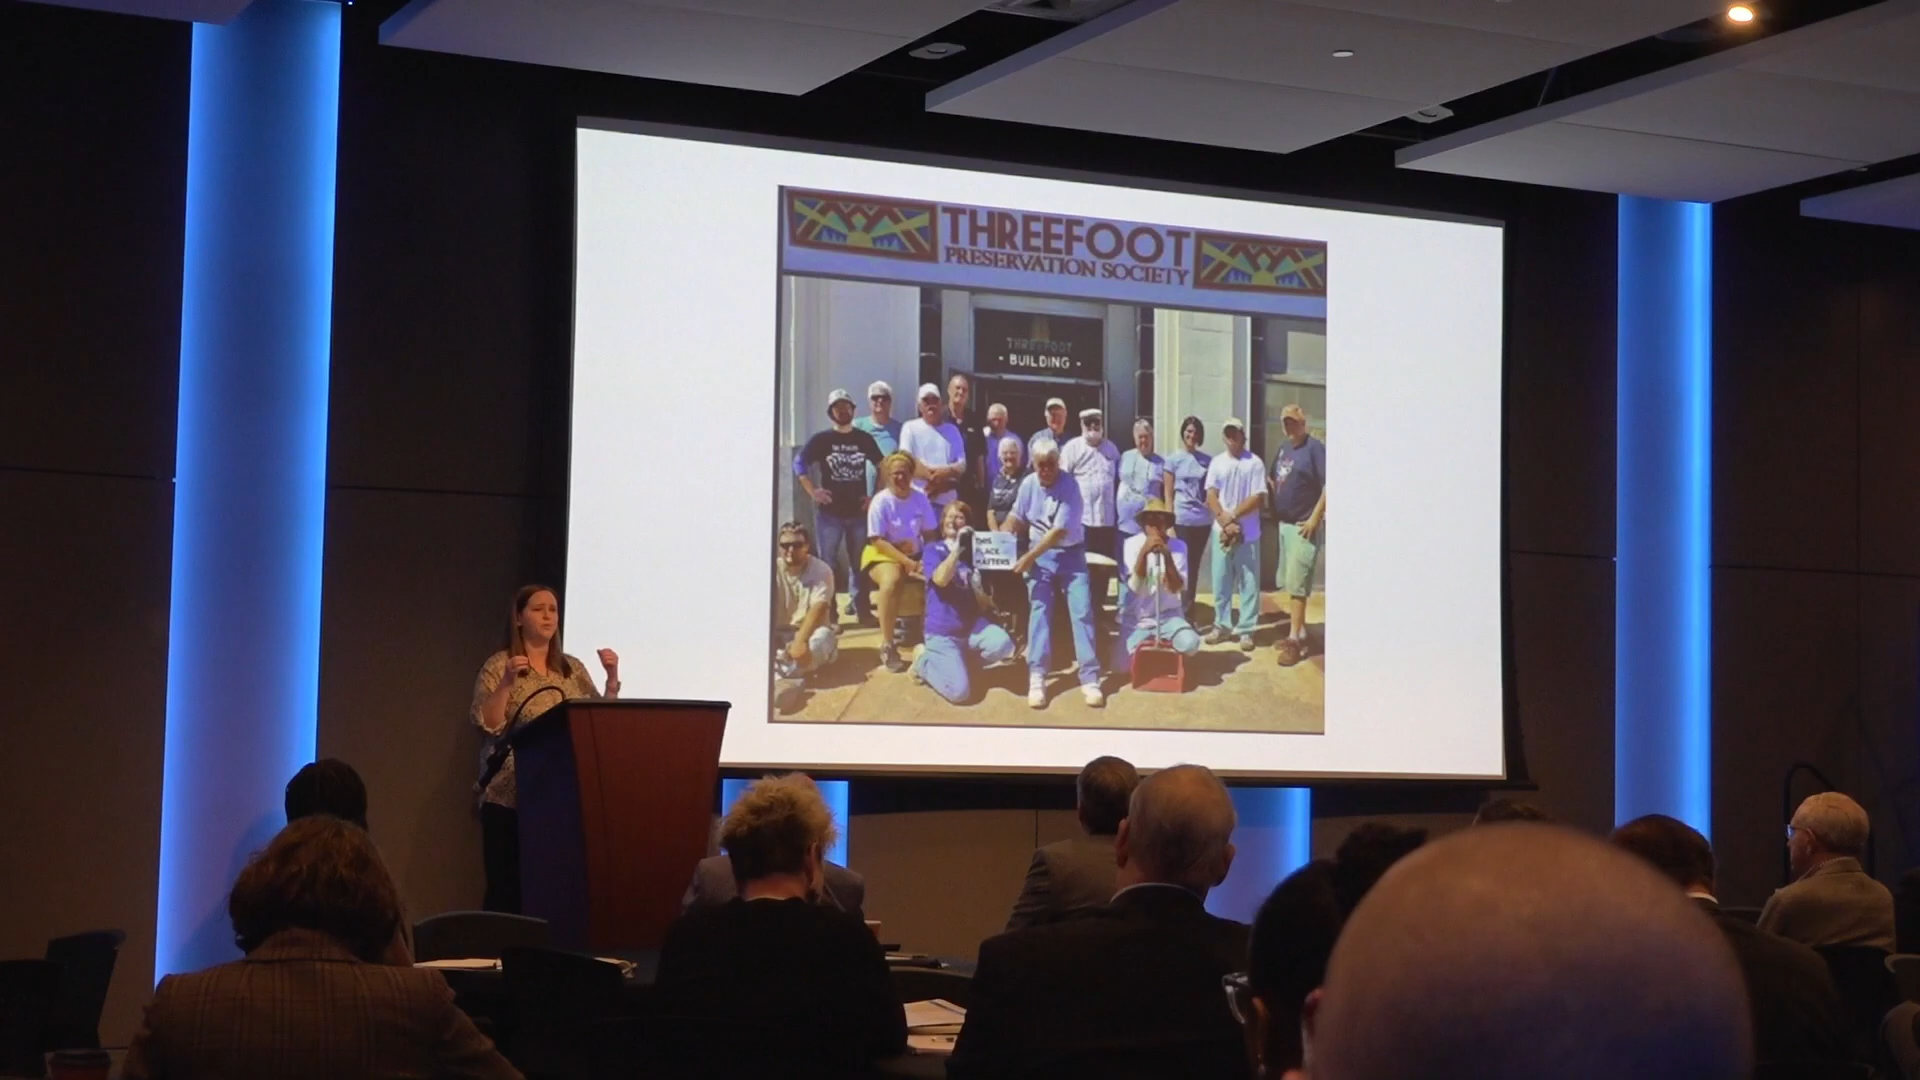 THREEFOOT
PRESERVATION SOCIETY
THREEFOOT
- BUILDING -
THIS
PLACE
MATTERS